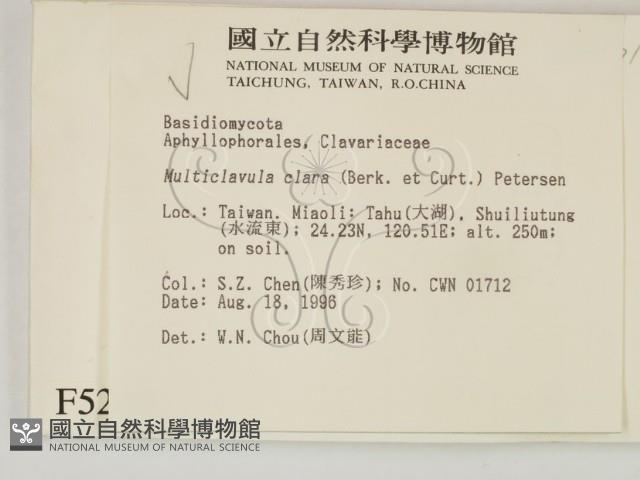 國立自然科學博物館
NATIONAL MUSEUM OF NATURAL SCIENCE
TAICHUNG, TAIWAN, R.O.CHINA
Basidiomycota
Aphyllophorales, Clavariaceae
Multiclavula clara (Berk. et Curt.) Petersen
Loc.: Taiwan. Miaoli: Tahu(大湖), Shuiliutung
(水流東); 24.23N, 120.51E; alt. 250m;
on soil.
Col.: S.Z. Chen(陳秀珍); No. CWN 01712
Date: Aug. 18, 1996
Det.: W.N. Chou(周文能)
F52
國立自然科學博物館
NATIONAL MUSEUM OF NATURAL SCIENCE